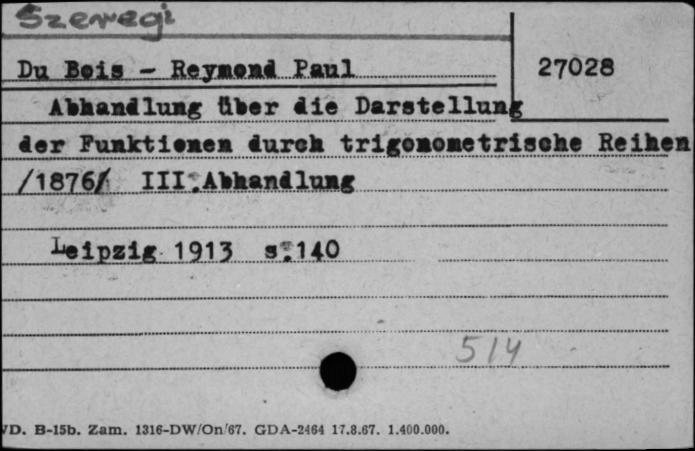 Szeregi
Du Bois - Reymond Paul 27028
Abhandlung über die Darstellung
der Funktionen durch trigonometrische Reihen
/1876/ III.Abhandlung
Leipzig 1913 s.140
514
VD. B-15b. Zam. 1316-DW/On/67. GDA-2464 17.8.67. 1.400.000.